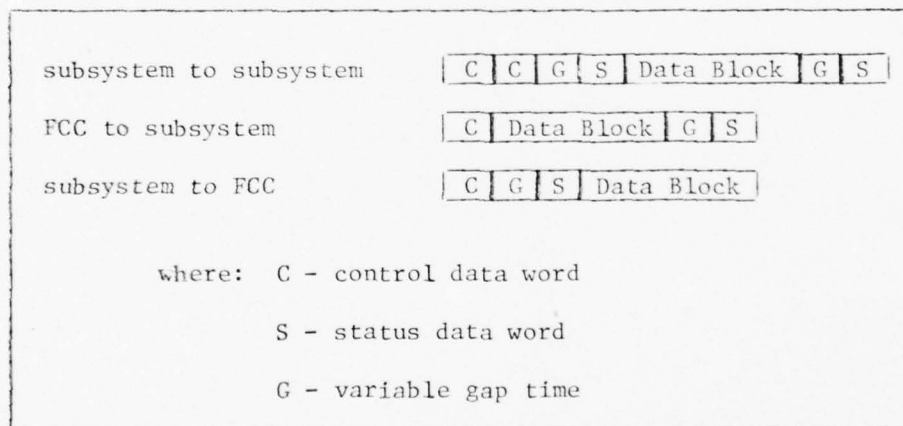 subsystem to subsystem | C | C | G | S | Data Block | G | S |
FCC to subsystem | C | Data Block | G | S |
subsystem to FCC | C | G | S | Data Block |
where: C - control data word
S - status data word
G - variable gap time